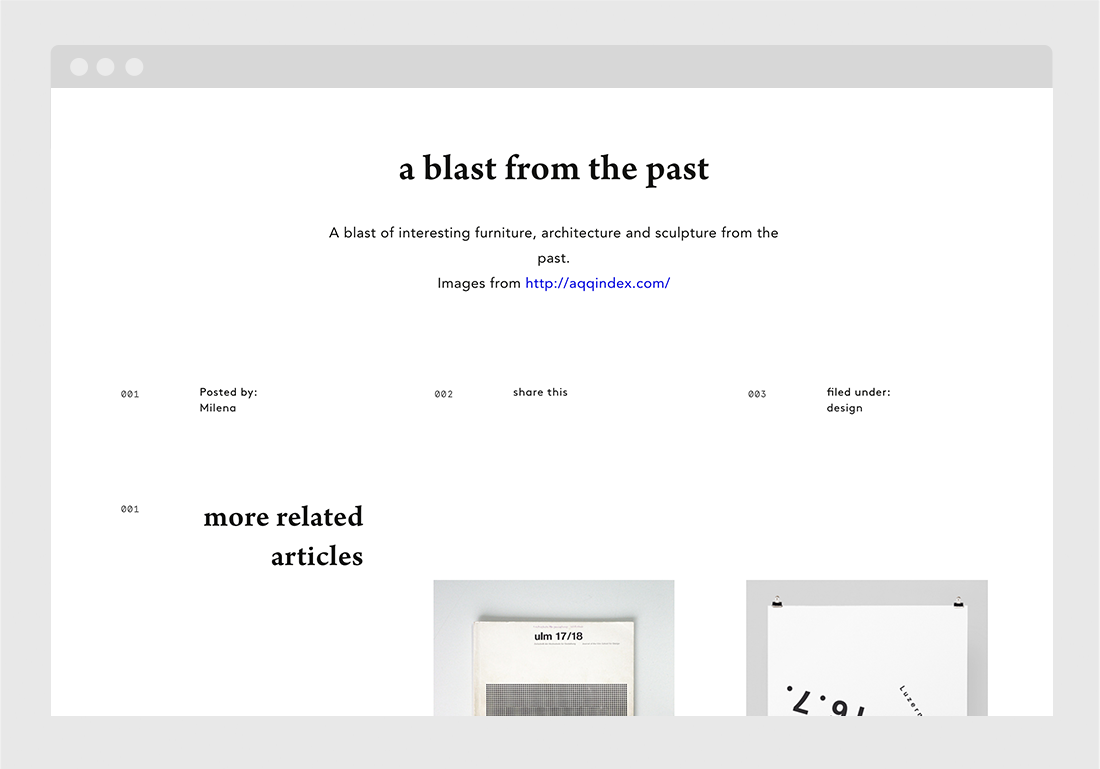 a blast from the past
A blast of interesting furniture, architecture and sculpture from the
past.
Images from http://aqqindex.com/
001
Posted by:
Milena
002
share this
003
filed under:
design
001
more related
articles
ulm 17/18
16.7.
Luzern